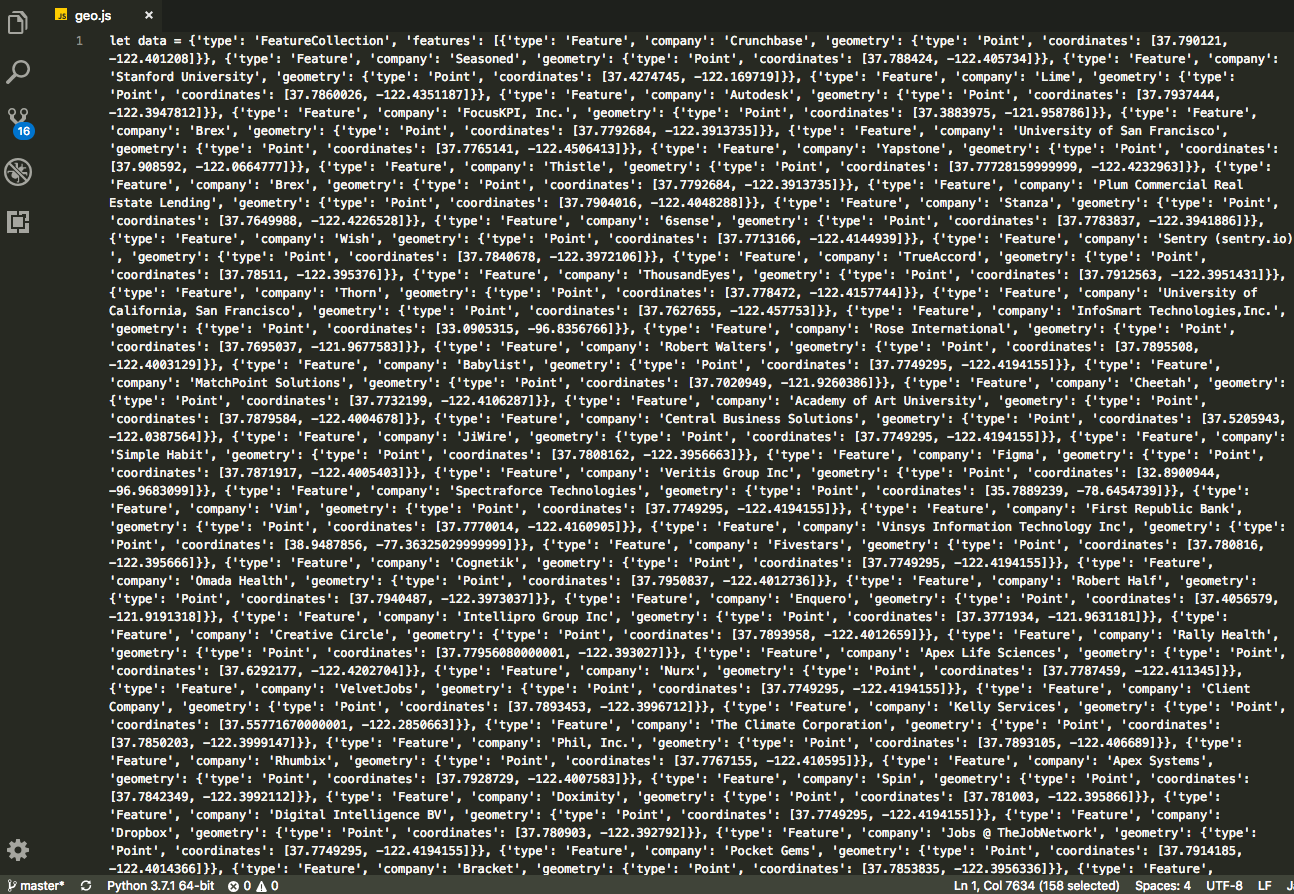 geo.js ×
16
1 let data = {'type': 'FeatureCollection', 'features': [{'type': 'Feature', 'company': 'Crunchbase', 'geometry': {'type': 'Point', 'coordinates': [37.790121,
-122.401208]}}, {'type': 'Feature', 'company': 'Seasoned', 'geometry': {'type': 'Point', 'coordinates': [37.788424, -122.405734]}}, {'type': 'Feature', 'company':
'Stanford University', 'geometry': {'type': 'Point', 'coordinates': [37.4274745, -122.169719]}}, {'type': 'Feature', 'company': 'Lime', 'geometry': {'type':
'Point', 'coordinates': [37.7860026, -122.4351187]}}, {'type': 'Feature', 'company': 'Autodesk', 'geometry': {'type': 'Point', 'coordinates': [37.7937444,
-122.3947812]}}, {'type': 'Feature', 'company': 'FocusKPI, Inc.', 'geometry': {'type': 'Point', 'coordinates': [37.3883975, -121.958786]}}, {'type': 'Feature',
'company': 'Brex', 'geometry': {'type': 'Point', 'coordinates': [37.7792684, -122.3913735]}}, {'type': 'Feature', 'company': 'University of San Francisco',
'geometry': {'type': 'Point', 'coordinates': [37.7765141, -122.4506413]}}, {'type': 'Feature', 'company': 'Yapstone', 'geometry': {'type': 'Point', 'coordinates':
[37.908592, -122.0664777]}}, {'type': 'Feature', 'company': 'Thistle', 'geometry': {'type': 'Point', 'coordinates': [37.77728159999999, -122.4232963]}}, {'type':
'Feature', 'company': 'Brex', 'geometry': {'type': 'Point', 'coordinates': [37.7792684, -122.3913735]}}, {'type': 'Feature', 'company': 'Plum Commercial Real
Estate Lending', 'geometry': {'type': 'Point', 'coordinates': [37.7904016, -122.4048288]}}, {'type': 'Feature', 'company': 'Stanza', 'geometry': {'type': 'Point',
'coordinates': [37.7649988, -122.4226528]}}, {'type': 'Feature', 'company': '6sense', 'geometry': {'type': 'Point', 'coordinates': [37.7783837, -122.3941886]}},
{'type': 'Feature', 'company': 'Wish', 'geometry': {'type': 'Point', 'coordinates': [37.7713166, -122.4144939]}}, {'type': 'Feature', 'company': 'Sentry (sentry.io)
', 'geometry': {'type': 'Point', 'coordinates': [37.7840678, -122.3972106]}}, {'type': 'Feature', 'company': 'TrueAccord', 'geometry': {'type': 'Point',
'coordinates': [37.78511, -122.395376]}}, {'type': 'Feature', 'company': 'ThousandEyes', 'geometry': {'type': 'Point', 'coordinates': [37.7912563, -122.3951431]}},
{'type': 'Feature', 'company': 'Thorn', 'geometry': {'type': 'Point', 'coordinates': [37.778472, -122.4157744]}}, {'type': 'Feature', 'company': 'University of
California, San Francisco', 'geometry': {'type': 'Point', 'coordinates': [37.7627655, -122.457753]}}, {'type': 'Feature', 'company': 'InfoSmart Technologies,Inc.',
'geometry': {'type': 'Point', 'coordinates': [33.0905315, -96.8356766]}}, {'type': 'Feature', 'company': 'Rose International', 'geometry': {'type': 'Point',
'coordinates': [37.7695037, -121.9677583]}}, {'type': 'Feature', 'company': 'Robert Walters', 'geometry': {'type': 'Point', 'coordinates': [37.7895508,
-122.4003129]}}, {'type': 'Feature', 'company': 'Babylist', 'geometry': {'type': 'Point', 'coordinates': [37.7749295, -122.4194155]}}, {'type': 'Feature',
'company': 'MatchPoint Solutions', 'geometry': {'type': 'Point', 'coordinates': [37.7020949, -121.9260386]}}, {'type': 'Feature', 'company': 'Cheetah', 'geometry':
{'type': 'Point', 'coordinates': [37.7732199, -122.4106287]}}, {'type': 'Feature', 'company': 'Academy of Art University', 'geometry': {'type': 'Point',
'coordinates': [37.7879584, -122.4004678]}}, {'type': 'Feature', 'company': 'Central Business Solutions', 'geometry': {'type': 'Point', 'coordinates': [37.5205943,
-122.0387564]}}, {'type': 'Feature', 'company': 'JiWire', 'geometry': {'type': 'Point', 'coordinates': [37.7749295, -122.4194155]}}, {'type': 'Feature', 'company':
'Simple Habit', 'geometry': {'type': 'Point', 'coordinates': [37.7808162, -122.3956663]}}, {'type': 'Feature', 'company': 'Figma', 'geometry': {'type': 'Point',
'coordinates': [37.7871917, -122.4005403]}}, {'type': 'Feature', 'company': 'Veritis Group Inc', 'geometry': {'type': 'Point', 'coordinates': [32.8900944,
-96.9683099]}}, {'type': 'Feature', 'company': 'Spectraforce Technologies', 'geometry': {'type': 'Point', 'coordinates': [35.7889239, -78.6454739]}}, {'type':
'Feature', 'company': 'Vim', 'geometry': {'type': 'Point', 'coordinates': [37.7749295, -122.4194155]}}, {'type': 'Feature', 'company': 'First Republic Bank',
'geometry': {'type': 'Point', 'coordinates': [37.7770014, -122.4160905]}}, {'type': 'Feature', 'company': 'Vinsys Information Technology Inc', 'geometry': {'type':
'Point', 'coordinates': [38.9487856, -77.36325029999999]}}, {'type': 'Feature', 'company': 'Fivestars', 'geometry': {'type': 'Point', 'coordinates': [37.780816,
-122.395666]}}, {'type': 'Feature', 'company': 'Cognetik', 'geometry': {'type': 'Point', 'coordinates': [37.7749295, -122.4194155]}}, {'type': 'Feature',
'company': 'Omada Health', 'geometry': {'type': 'Point', 'coordinates': [37.7950837, -122.4012736]}}, {'type': 'Feature', 'company': 'Robert Half', 'geometry':
{'type': 'Point', 'coordinates': [37.7940487, -122.3973037]}}, {'type': 'Feature', 'company': 'Enquero', 'geometry': {'type': 'Point', 'coordinates': [37.4056579,
-121.9191318]}}, {'type': 'Feature', 'company': 'Intellipro Group Inc', 'geometry': {'type': 'Point', 'coordinates': [37.3771934, -121.9631181]}}, {'type':
'Feature', 'company': 'Creative Circle', 'geometry': {'type': 'Point', 'coordinates': [37.7893958, -122.4012659]}}, {'type': 'Feature', 'company': 'Rally Health',
'geometry': {'type': 'Point', 'coordinates': [37.77956080000001, -122.393027]}}, {'type': 'Feature', 'company': 'Apex Life Sciences', 'geometry': {'type': 'Point',
'coordinates': [37.6292177, -122.4202704]}}, {'type': 'Feature', 'company': 'Nurx', 'geometry': {'type': 'Point', 'coordinates': [37.7787459, -122.411345]}},
{'type': 'Feature', 'company': 'VelvetJobs', 'geometry': {'type': 'Point', 'coordinates': [37.7749295, -122.4194155]}}, {'type': 'Feature', 'company': 'Client
Company', 'geometry': {'type': 'Point', 'coordinates': [37.7893453, -122.3996712]}}, {'type': 'Feature', 'company': 'Kelly Services', 'geometry': {'type': 'Point',
'coordinates': [37.55771670000001, -122.2850663]}}, {'type': 'Feature', 'company': 'The Climate Corporation', 'geometry': {'type': 'Point', 'coordinates':
[37.7850203, -122.3999147]}}, {'type': 'Feature', 'company': 'Phil, Inc.', 'geometry': {'type': 'Point', 'coordinates': [37.7893105, -122.406689]}}, {'type':
'Feature', 'company': 'Rhumbix', 'geometry': {'type': 'Point', 'coordinates': [37.7767155, -122.410595]}}, {'type': 'Feature', 'company': 'Apex Systems',
'geometry': {'type': 'Point', 'coordinates': [37.7928729, -122.4007583]}}, {'type': 'Feature', 'company': 'Spin', 'geometry': {'type': 'Point', 'coordinates':
[37.7842349, -122.3992112]}}, {'type': 'Feature', 'company': 'Doximity', 'geometry': {'type': 'Point', 'coordinates': [37.781003, -122.395866]}}, {'type':
'Feature', 'company': 'Digital Intelligence BV', 'geometry': {'type': 'Point', 'coordinates': [37.7749295, -122.4194155]}}, {'type': 'Feature', 'company':
'Dropbox', 'geometry': {'type': 'Point', 'coordinates': [37.780903, -122.392792]}}, {'type': 'Feature', 'company': 'Jobs @ TheJobNetwork', 'geometry': {'type':
'Point', 'coordinates': [37.7749295, -122.4194155]}}, {'type': 'Feature', 'company': 'Pocket Gems', 'geometry': {'type': 'Point', 'coordinates': [37.7914185,
-122.4014366]}}, {'type': 'Feature', 'company': 'Bracket', 'geometry': {'type': 'Point', 'coordinates': [37.7853835, -122.3956336]}}, {'type': 'Feature',
master* Python 3.7.1 64-bit 0 0 Ln 1, Col 7634 (158 selected) Spaces: 4 UTF-8 LF